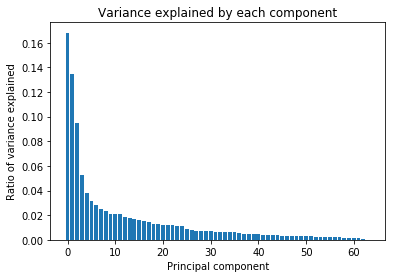 Variance explained by each component
Ratio of variance explained
0.16
0.14
0.12
0.10
0.08
0.06
0.04
0.02
0.00
0 10 20 30 40 50 60
Principal component